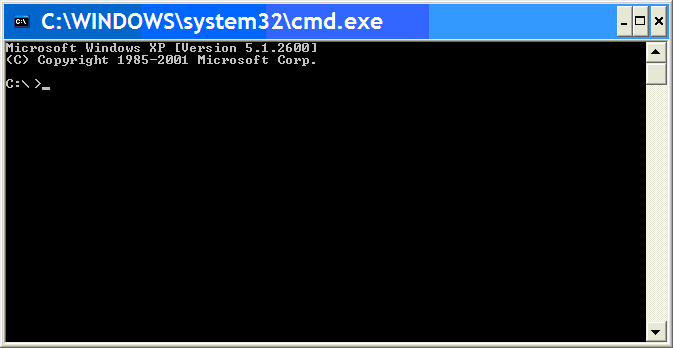 C:\WINDOWS\system32\cmd.exe
Microsoft Windows XP [Version 5.1.2600]
(C) Copyright 1985-2001 Microsoft Corp.
C:\>_